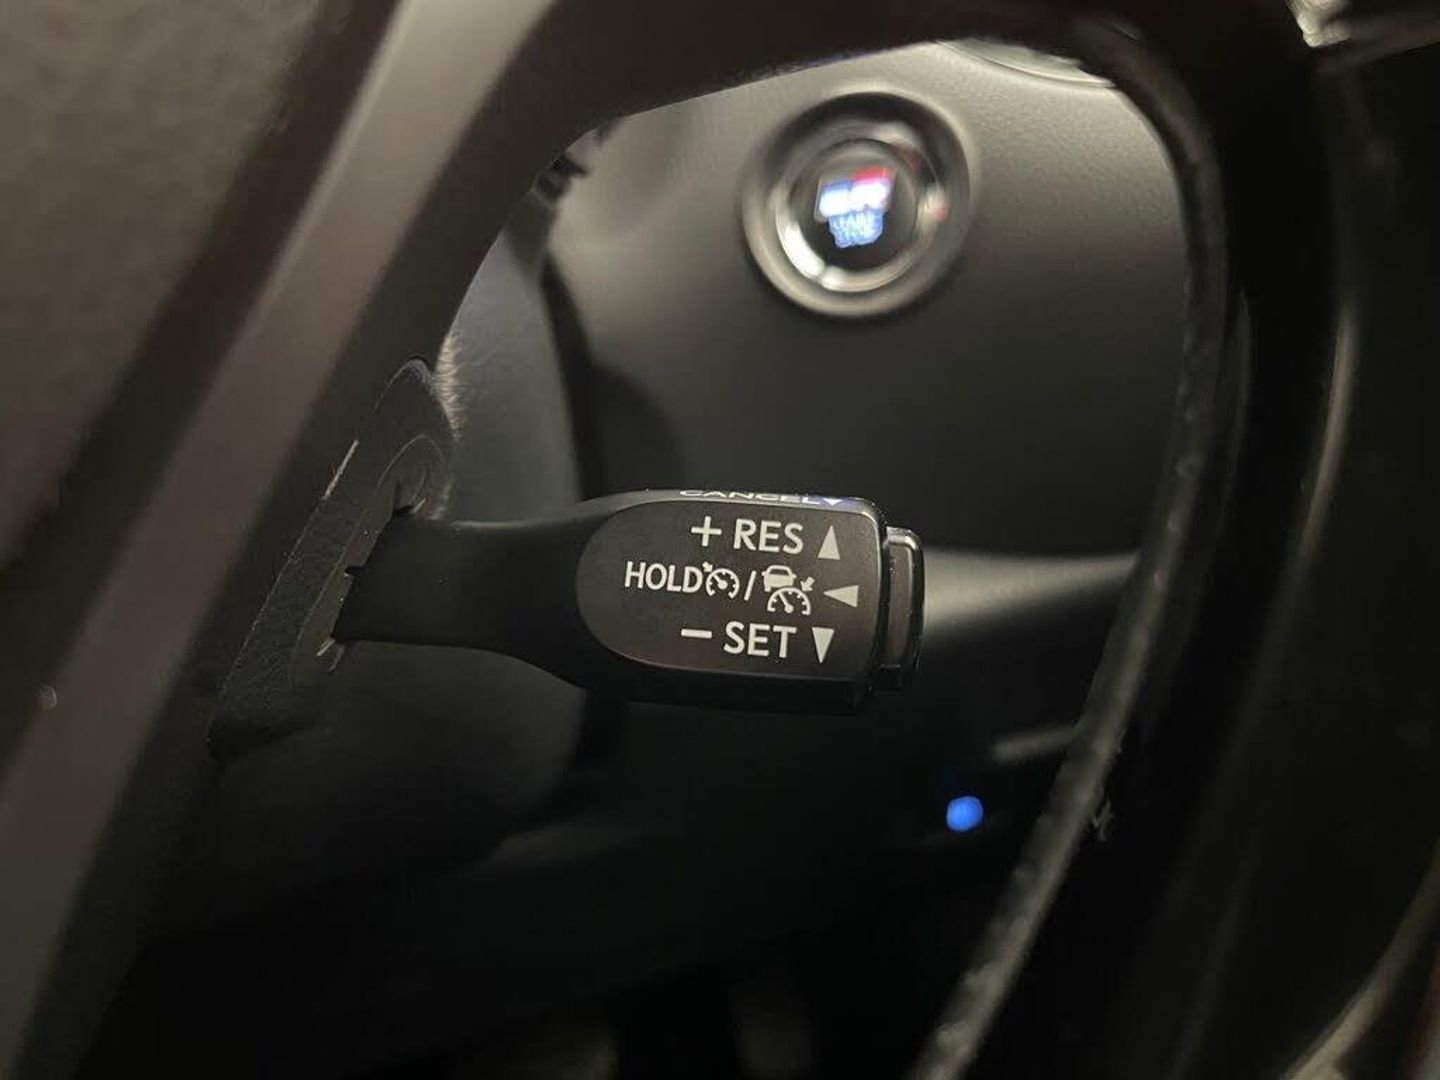 CANCEL
+ RES
HOLD /
− SET